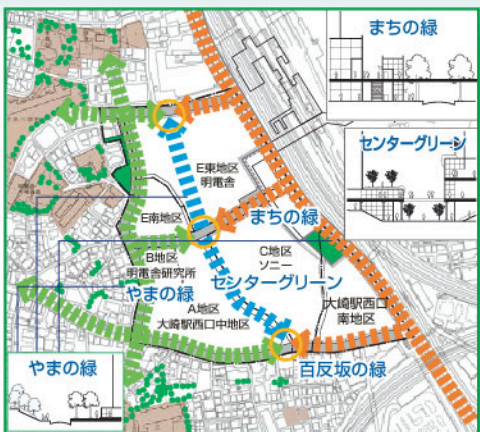 まちの緑
センターグリーン
E東地区
明電舎
E南地区
まちの緑
B地区
明電舎研究所
C地区
ソニー
やまの緑
センターグリーン
A地区
大崎駅西口中地区
大崎駅西口
南地区
百反坂の緑
やまの緑